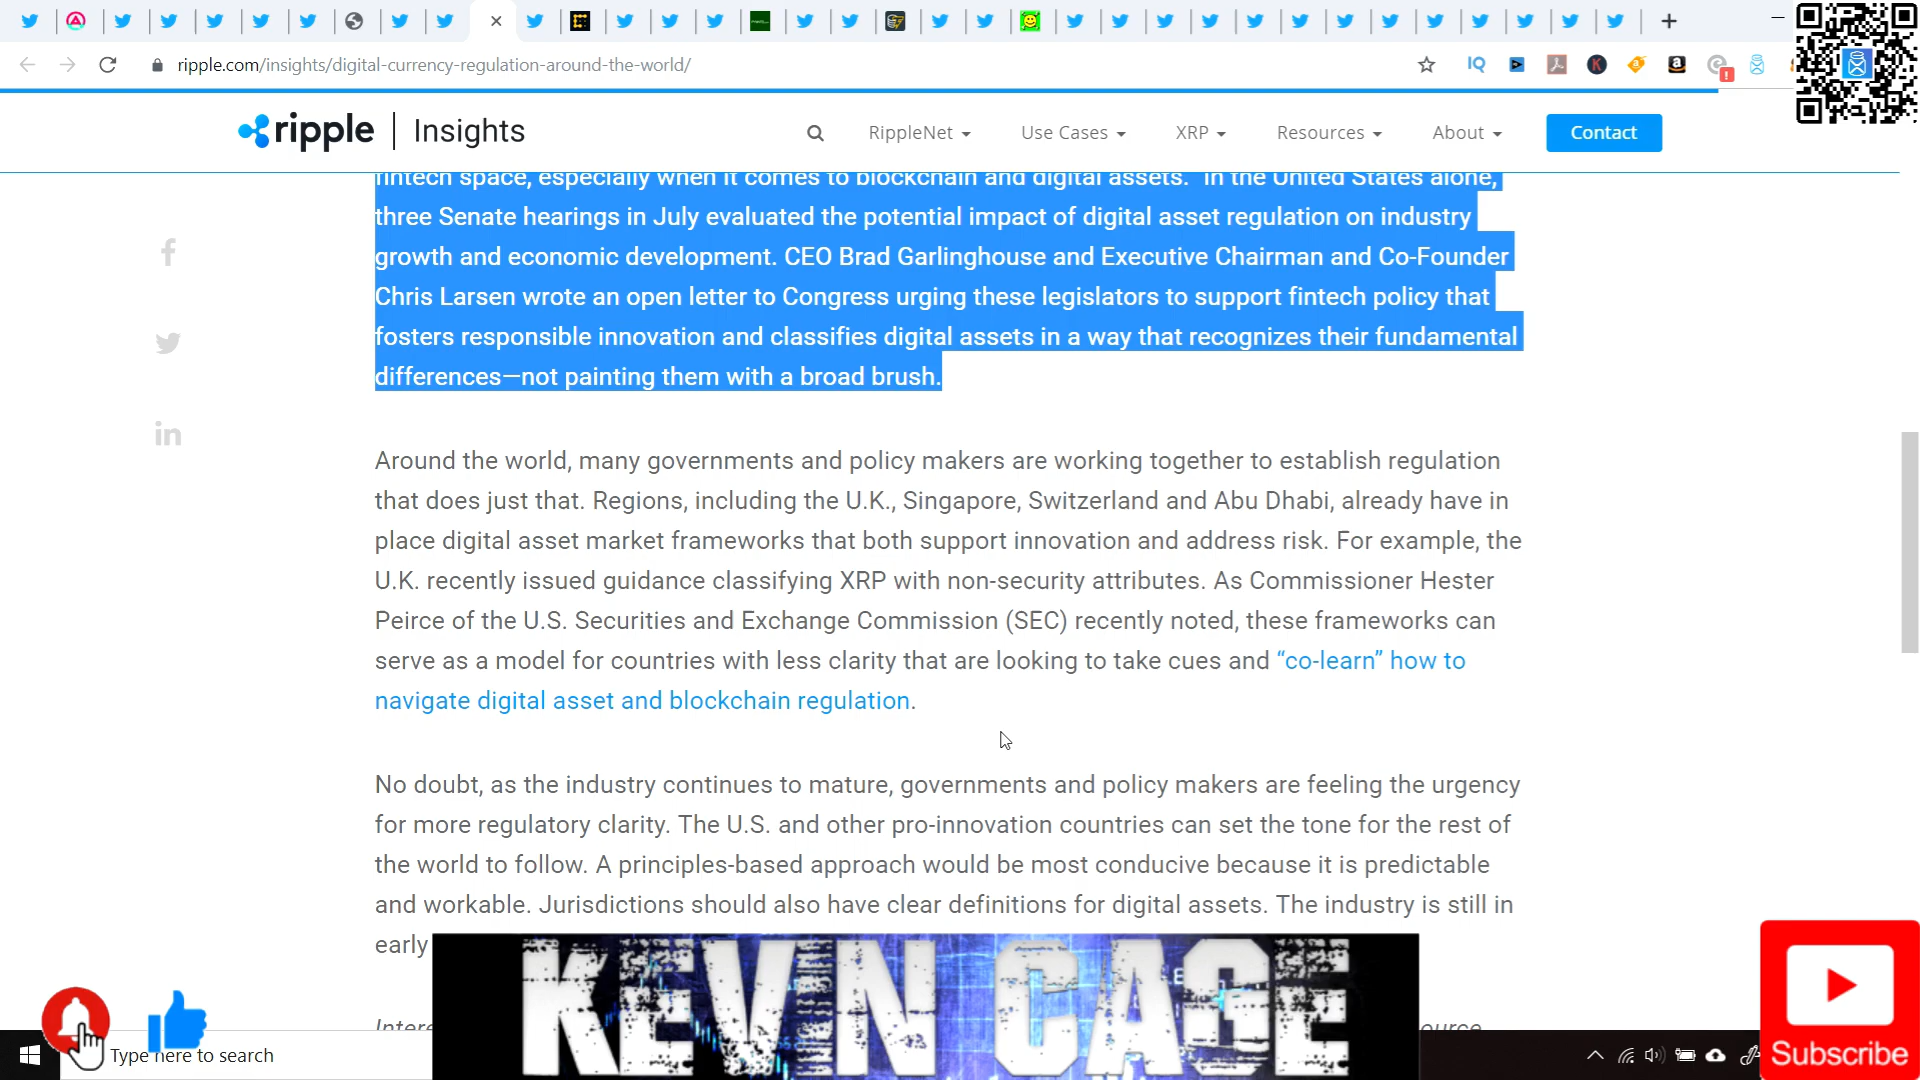 ripple.com/insights/digital-currency-regulation-around-the-world/
ripple | Insights
RippleNet
Use Cases
XRP
Resources
About
Contact
fintech space, especially when it comes to blockchain and digital assets. In the United States alone,
three Senate hearings in July evaluated the potential impact of digital asset regulation on industry
growth and economic development. CEO Brad Garlinghouse and Executive Chairman and Co-Founder
Chris Larsen wrote an open letter to Congress urging these legislators to support fintech policy that
fosters responsible innovation and classifies digital assets in a way that recognizes their fundamental
differences—not painting them with a broad brush.
Around the world, many governments and policy makers are working together to establish regulation
that does just that. Regions, including the U.K., Singapore, Switzerland and Abu Dhabi, already have in
place digital asset market frameworks that both support innovation and address risk. For example, the
U.K. recently issued guidance classifying XRP with non-security attributes. As Commissioner Hester
Peirce of the U.S. Securities and Exchange Commission (SEC) recently noted, these frameworks can
serve as a model for countries with less clarity that are looking to take cues and “co-learn” how to
navigate digital asset and blockchain regulation.
No doubt, as the industry continues to mature, governments and policy makers are feeling the urgency
for more regulatory clarity. The U.S. and other pro-innovation countries can set the tone for the rest of
the world to follow. A principles-based approach would be most conducive because it is predictable
and workable. Jurisdictions should also have clear definitions for digital assets. The industry is still in
early
KEVIN CAGE
Type here to search
Subscribe